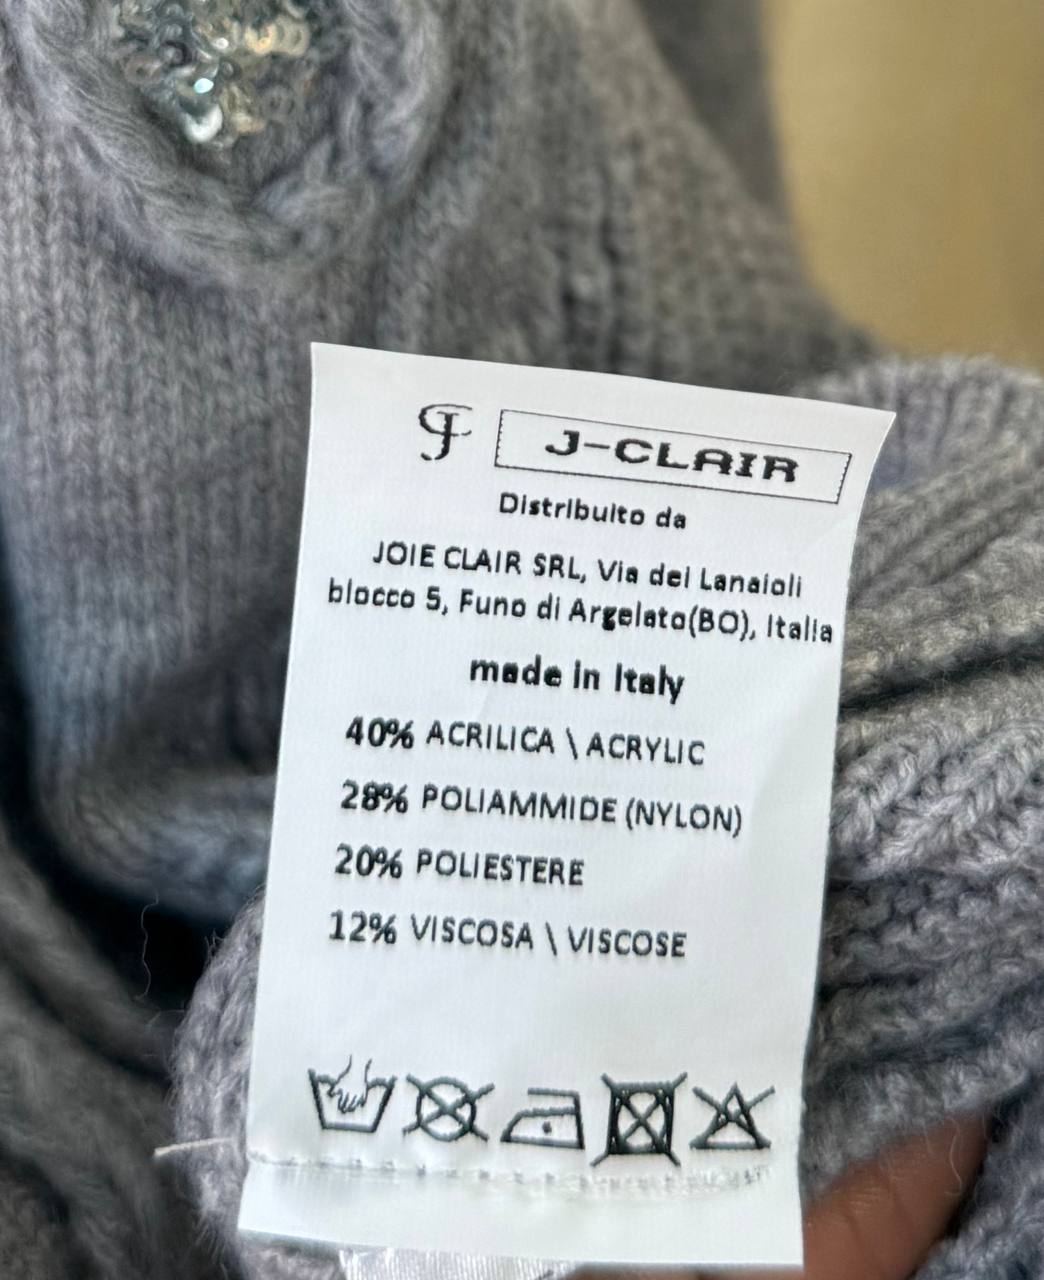 J-CLAIR
Distribuito da
JOIE CLAIR SRL, Via dei Lanaioli
blocco 5, Funo di Argelato(BO), Italia
made in Italy
40% ACRILICA \ ACRYLIC
28% POLIAMMIDE (NYLON)
20% POLIESTERE
12% VISCOSA \ VISCOSE